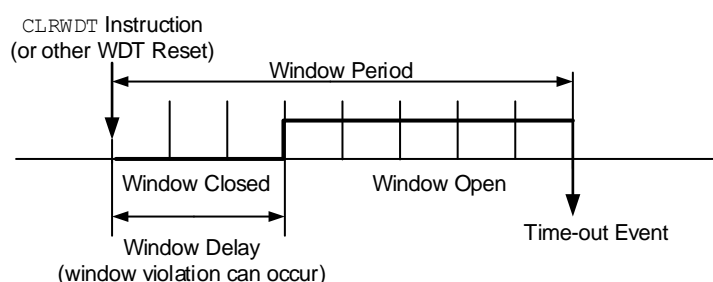 CLRWDT Instruction
(or other WDT Reset)
Window Period
Window Closed
Window Open
Window Delay
(window violation can occur)
Time-out Event